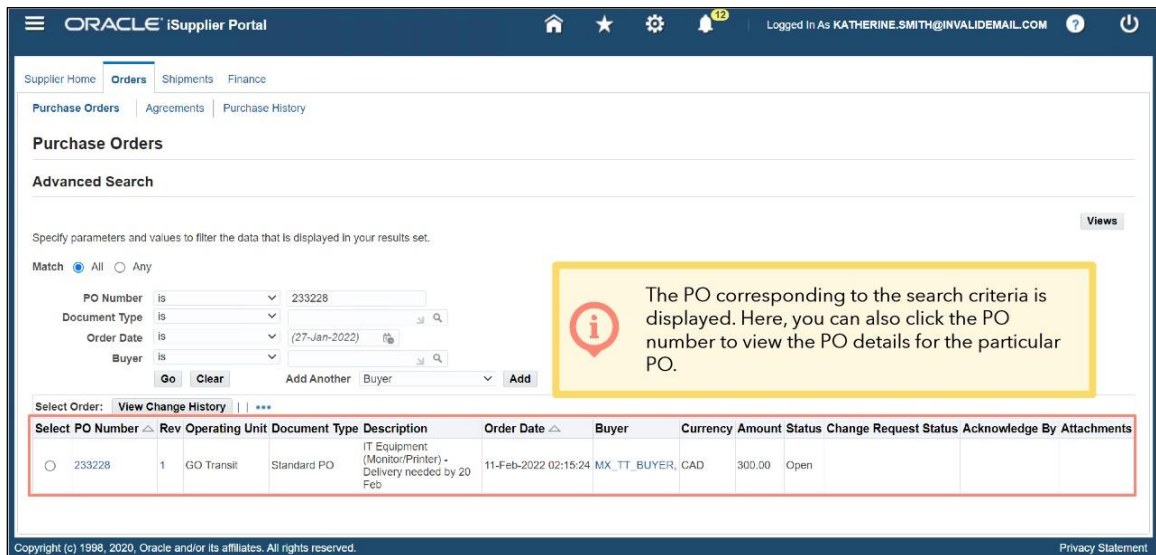 ORACLE iSupplier Portal
12
Logged In As KATHERINE.SMITH@INVALIDEMAIL.COM
?
Supplier Home Orders Shipments Finance
Purchase Orders Agreements Purchase History
Purchase Orders
Advanced Search
Views
Specify parameters and values to filter the data that is displayed in your results set.
Match All Any
PO Number is 233228
Document Type is
Order Date is (27-Jan-2022)
Buyer is
Go Clear Add Another Buyer Add
i
The PO corresponding to the search criteria is
displayed. Here, you can also click the PO
number to view the PO details for the particular
PO.
Select Order: View Change History | | •••
Select PO Number Rev Operating Unit Document Type Description Order Date Buyer Currency Amount Status Change Request Status Acknowledge By Attachments
233228 1 GO Transit Standard PO IT Equipment
(Monitor/Printer) -
Delivery needed by 20
Feb
11-Feb-2022 02:15:24 MX_TT_BUYER, CAD 300.00 Open
Copyright (c) 1998, 2020, Oracle and/or its affiliates. All rights reserved.
Privacy Statement